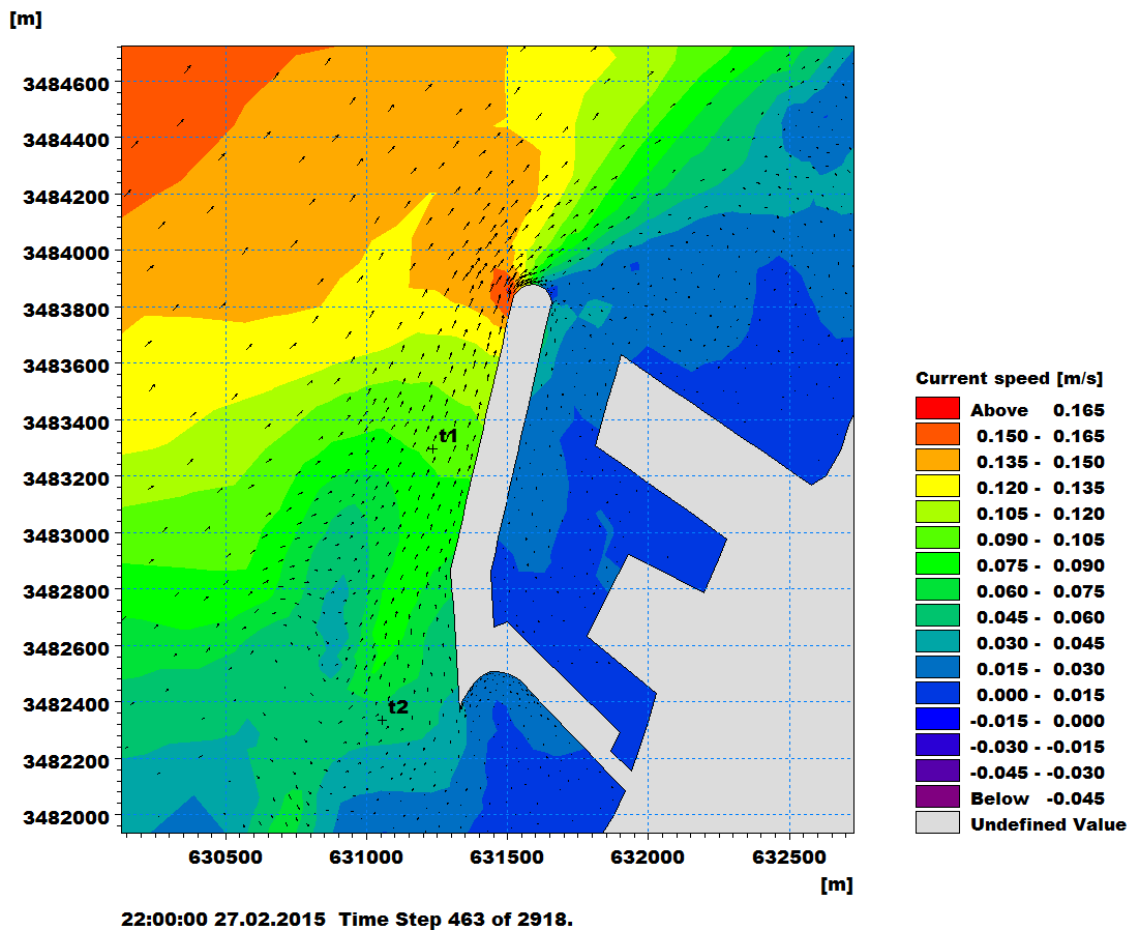 [m]
3484600
3484400
3484200
3484000
3483800
3483600
3483400
3483200
3483000
3482800
3482600
3482400
3482200
3482000
t1
t2
630500 631000 631500 632000 632500
[m]
Current speed [m/s]
Above 0.165
0.150 - 0.165
0.135 - 0.150
0.120 - 0.135
0.105 - 0.120
0.090 - 0.105
0.075 - 0.090
0.060 - 0.075
0.045 - 0.060
0.030 - 0.045
0.015 - 0.030
0.000 - 0.015
-0.015 - 0.000
-0.030 - -0.015
-0.045 - -0.030
Below -0.045
Undefined Value
22:00:00 27.02.2015 Time Step 463 of 2918.